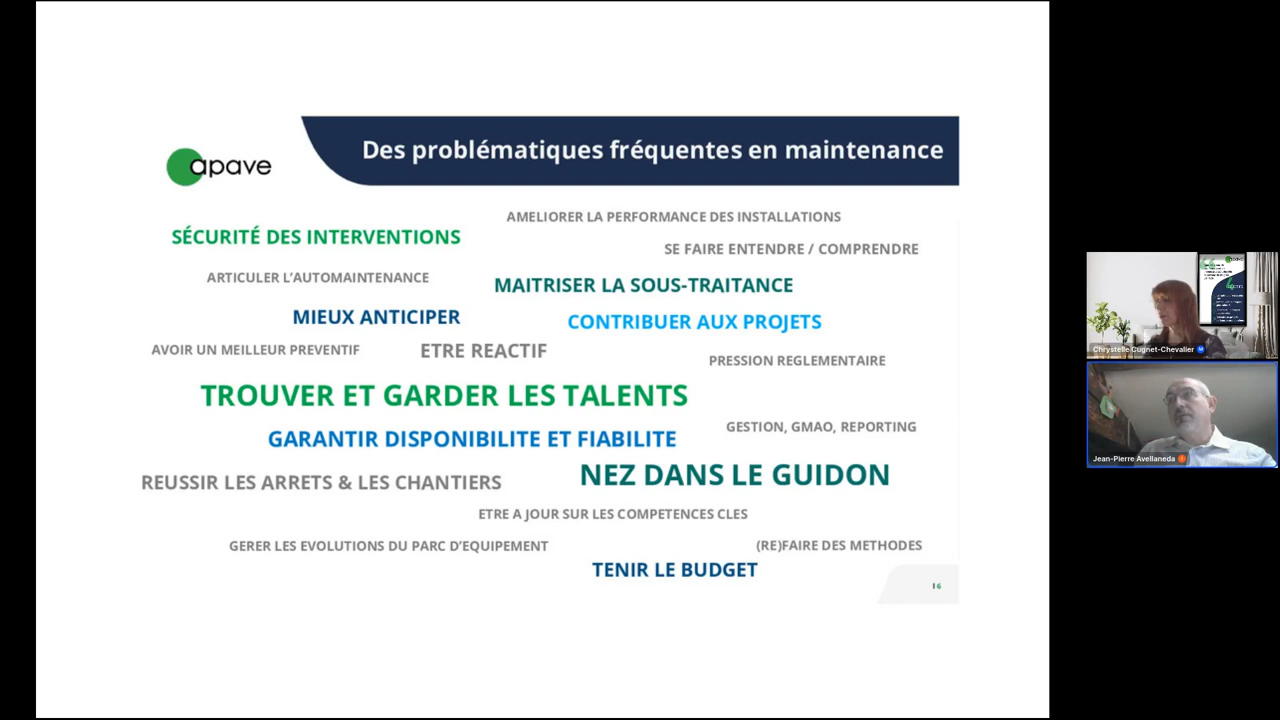 apave
Des problématiques fréquentes en maintenance
AMELIORER LA PERFORMANCE DES INSTALLATIONS
SÉCURITÉ DES INTERVENTIONS
SE FAIRE ENTENDRE / COMPRENDRE
ARTICULER L’AUTOMAINTENANCE
MAITRISER LA SOUS-TRAITANCE
MIEUX ANTICIPER
CONTRIBUER AUX PROJETS
AVOIR UN MEILLEUR PREVENTIF
ETRE REACTIF
PRESSION REGLEMENTAIRE
TROUVER ET GARDER LES TALENTS
GESTION, GMAO, REPORTING
GARANTIR DISPONIBILITE ET FIABILITE
NEZ DANS LE GUIDON
REUSSIR LES ARRETS & LES CHANTIERS
ETRE A JOUR SUR LES COMPETENCES CLES
GERER LES EVOLUTIONS DU PARC D’EQUIPEMENT
(RE)FAIRE DES METHODES
TENIR LE BUDGET
I 6
Chrystelle Cugnet-Chevalier
Jean-Pierre Avellaneda